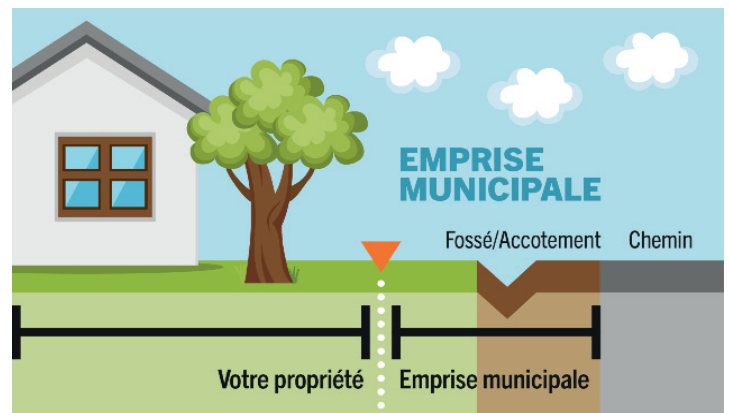 EMPRISE
MUNICIPALE
Fossé/Accotement
Chemin
Votre propriété
Emprise municipale